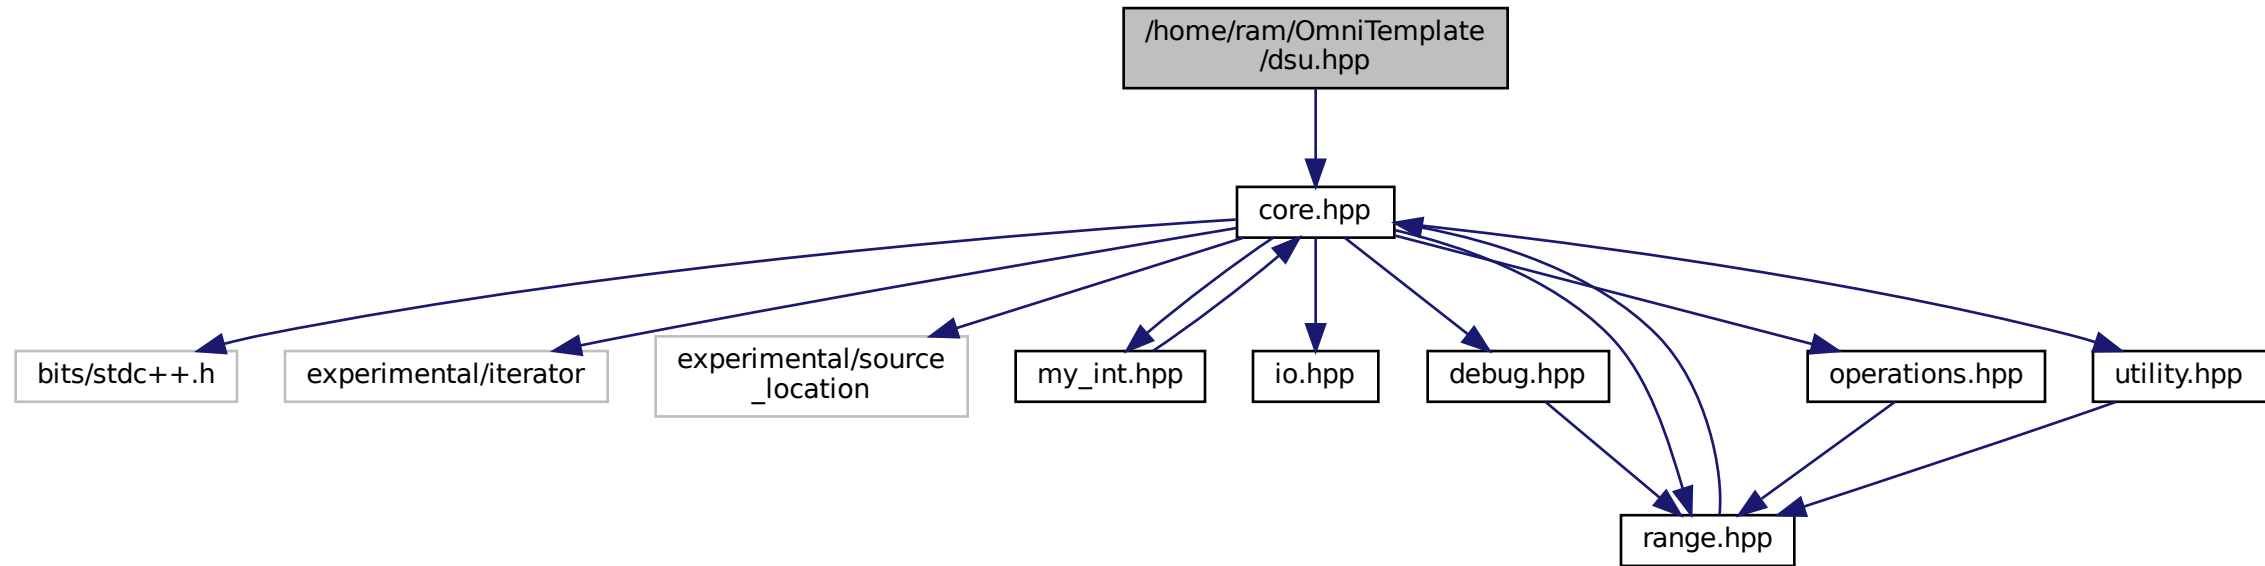 /home/ram/OmniTemplate
/dsu.hpp
core.hpp
bits/stdc++.h
experimental/iterator
experimental/source
_location
my_int.hpp
io.hpp
debug.hpp
operations.hpp
utility.hpp
range.hpp